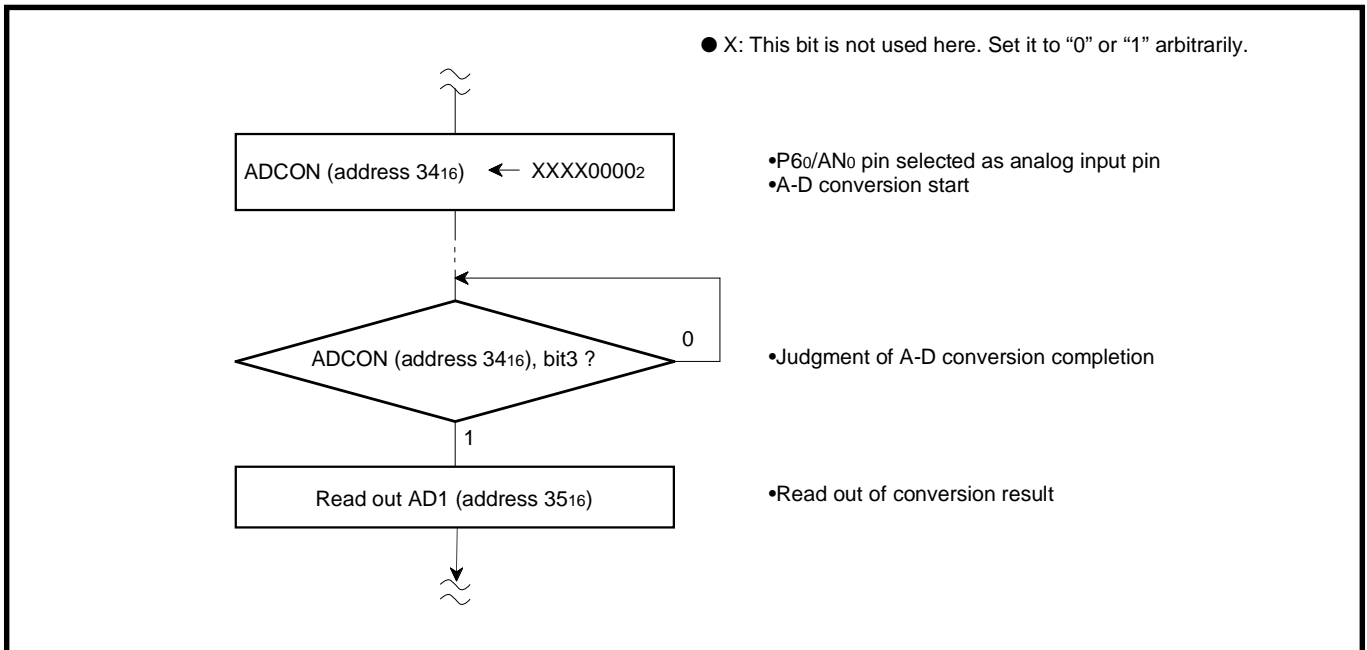 ● X: This bit is not used here. Set it to “0” or “1” arbitrarily.
ADCON (address 3416) ← XXXX00002
•P60/AN0 pin selected as analog input pin
•A-D conversion start
0
ADCON (address 3416), bit3 ?
•Judgment of A-D conversion completion
1
Read out AD1 (address 3516)
•Read out of conversion result